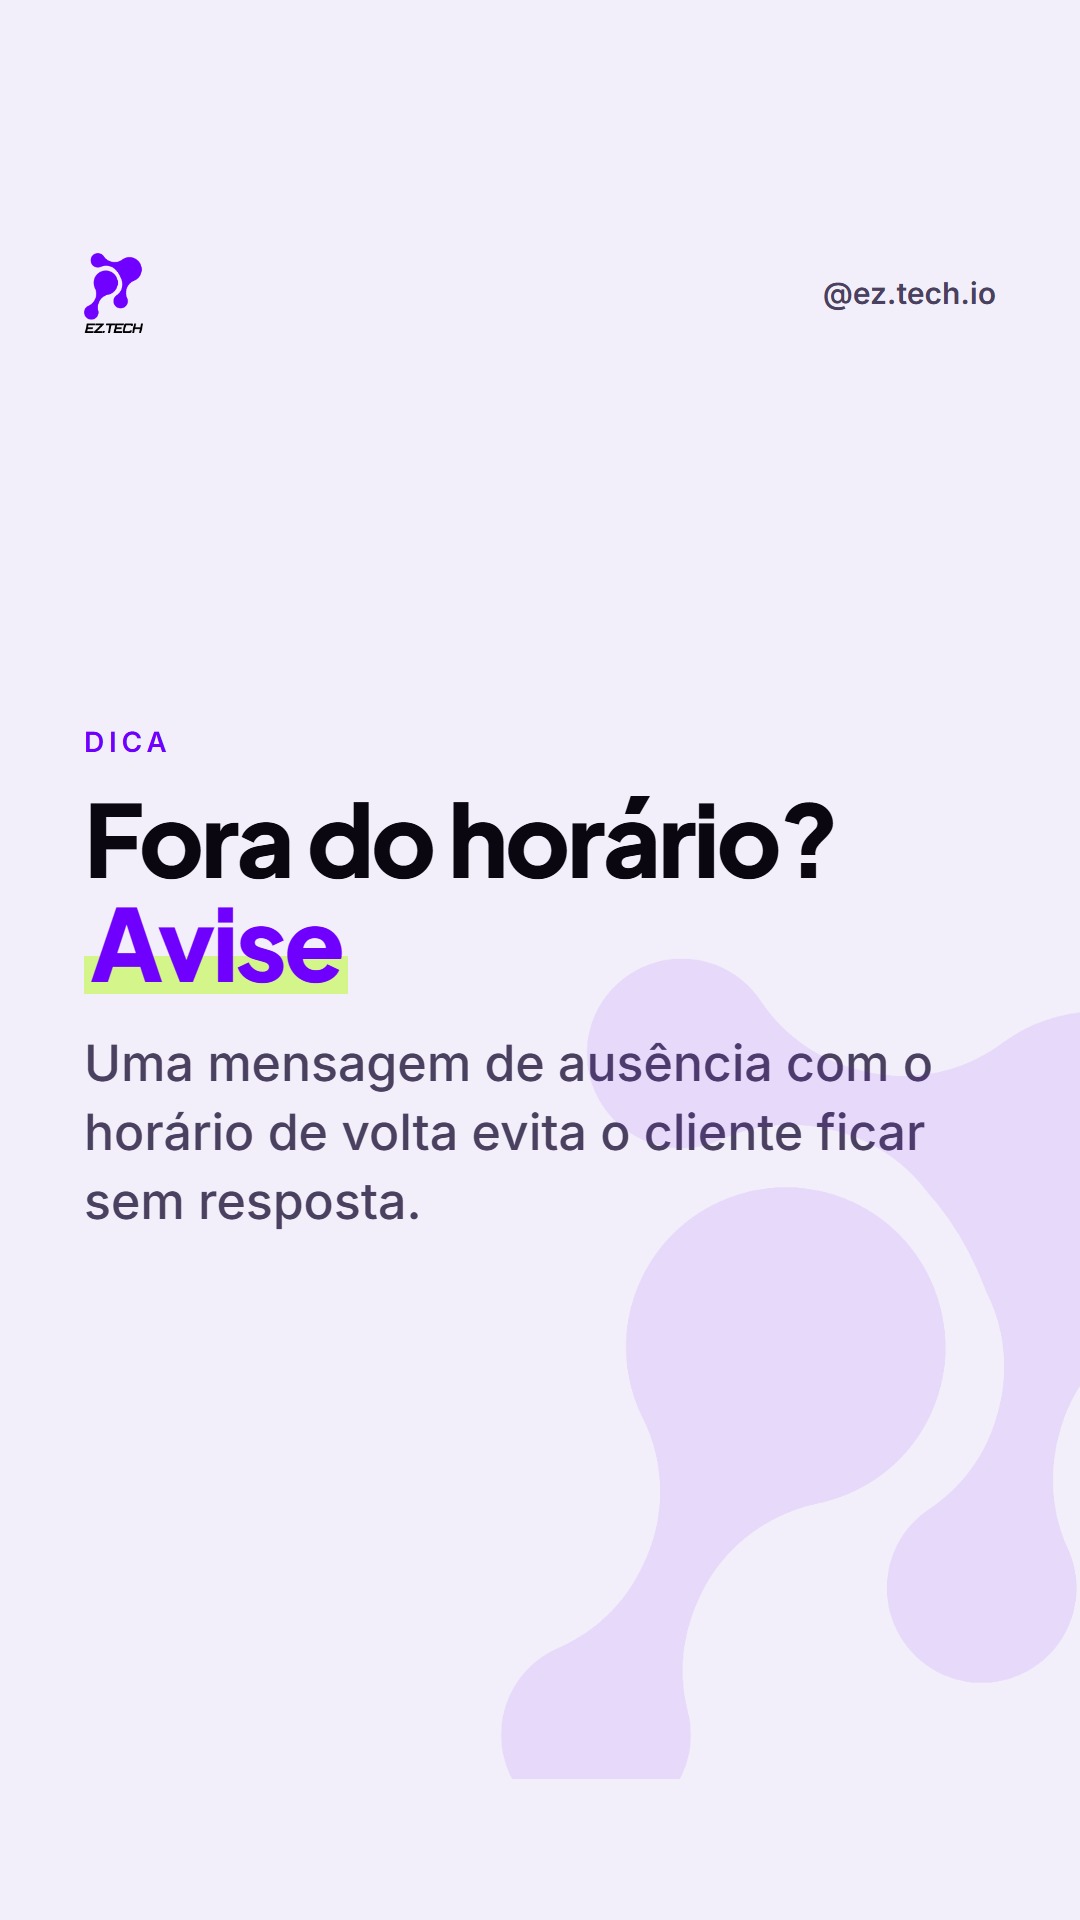 EZ.TECH
@ez.tech.io
DICA
Fora do horário?
Avise
Uma mensagem de ausência com o
horário de volta evita o cliente ficar
sem resposta.